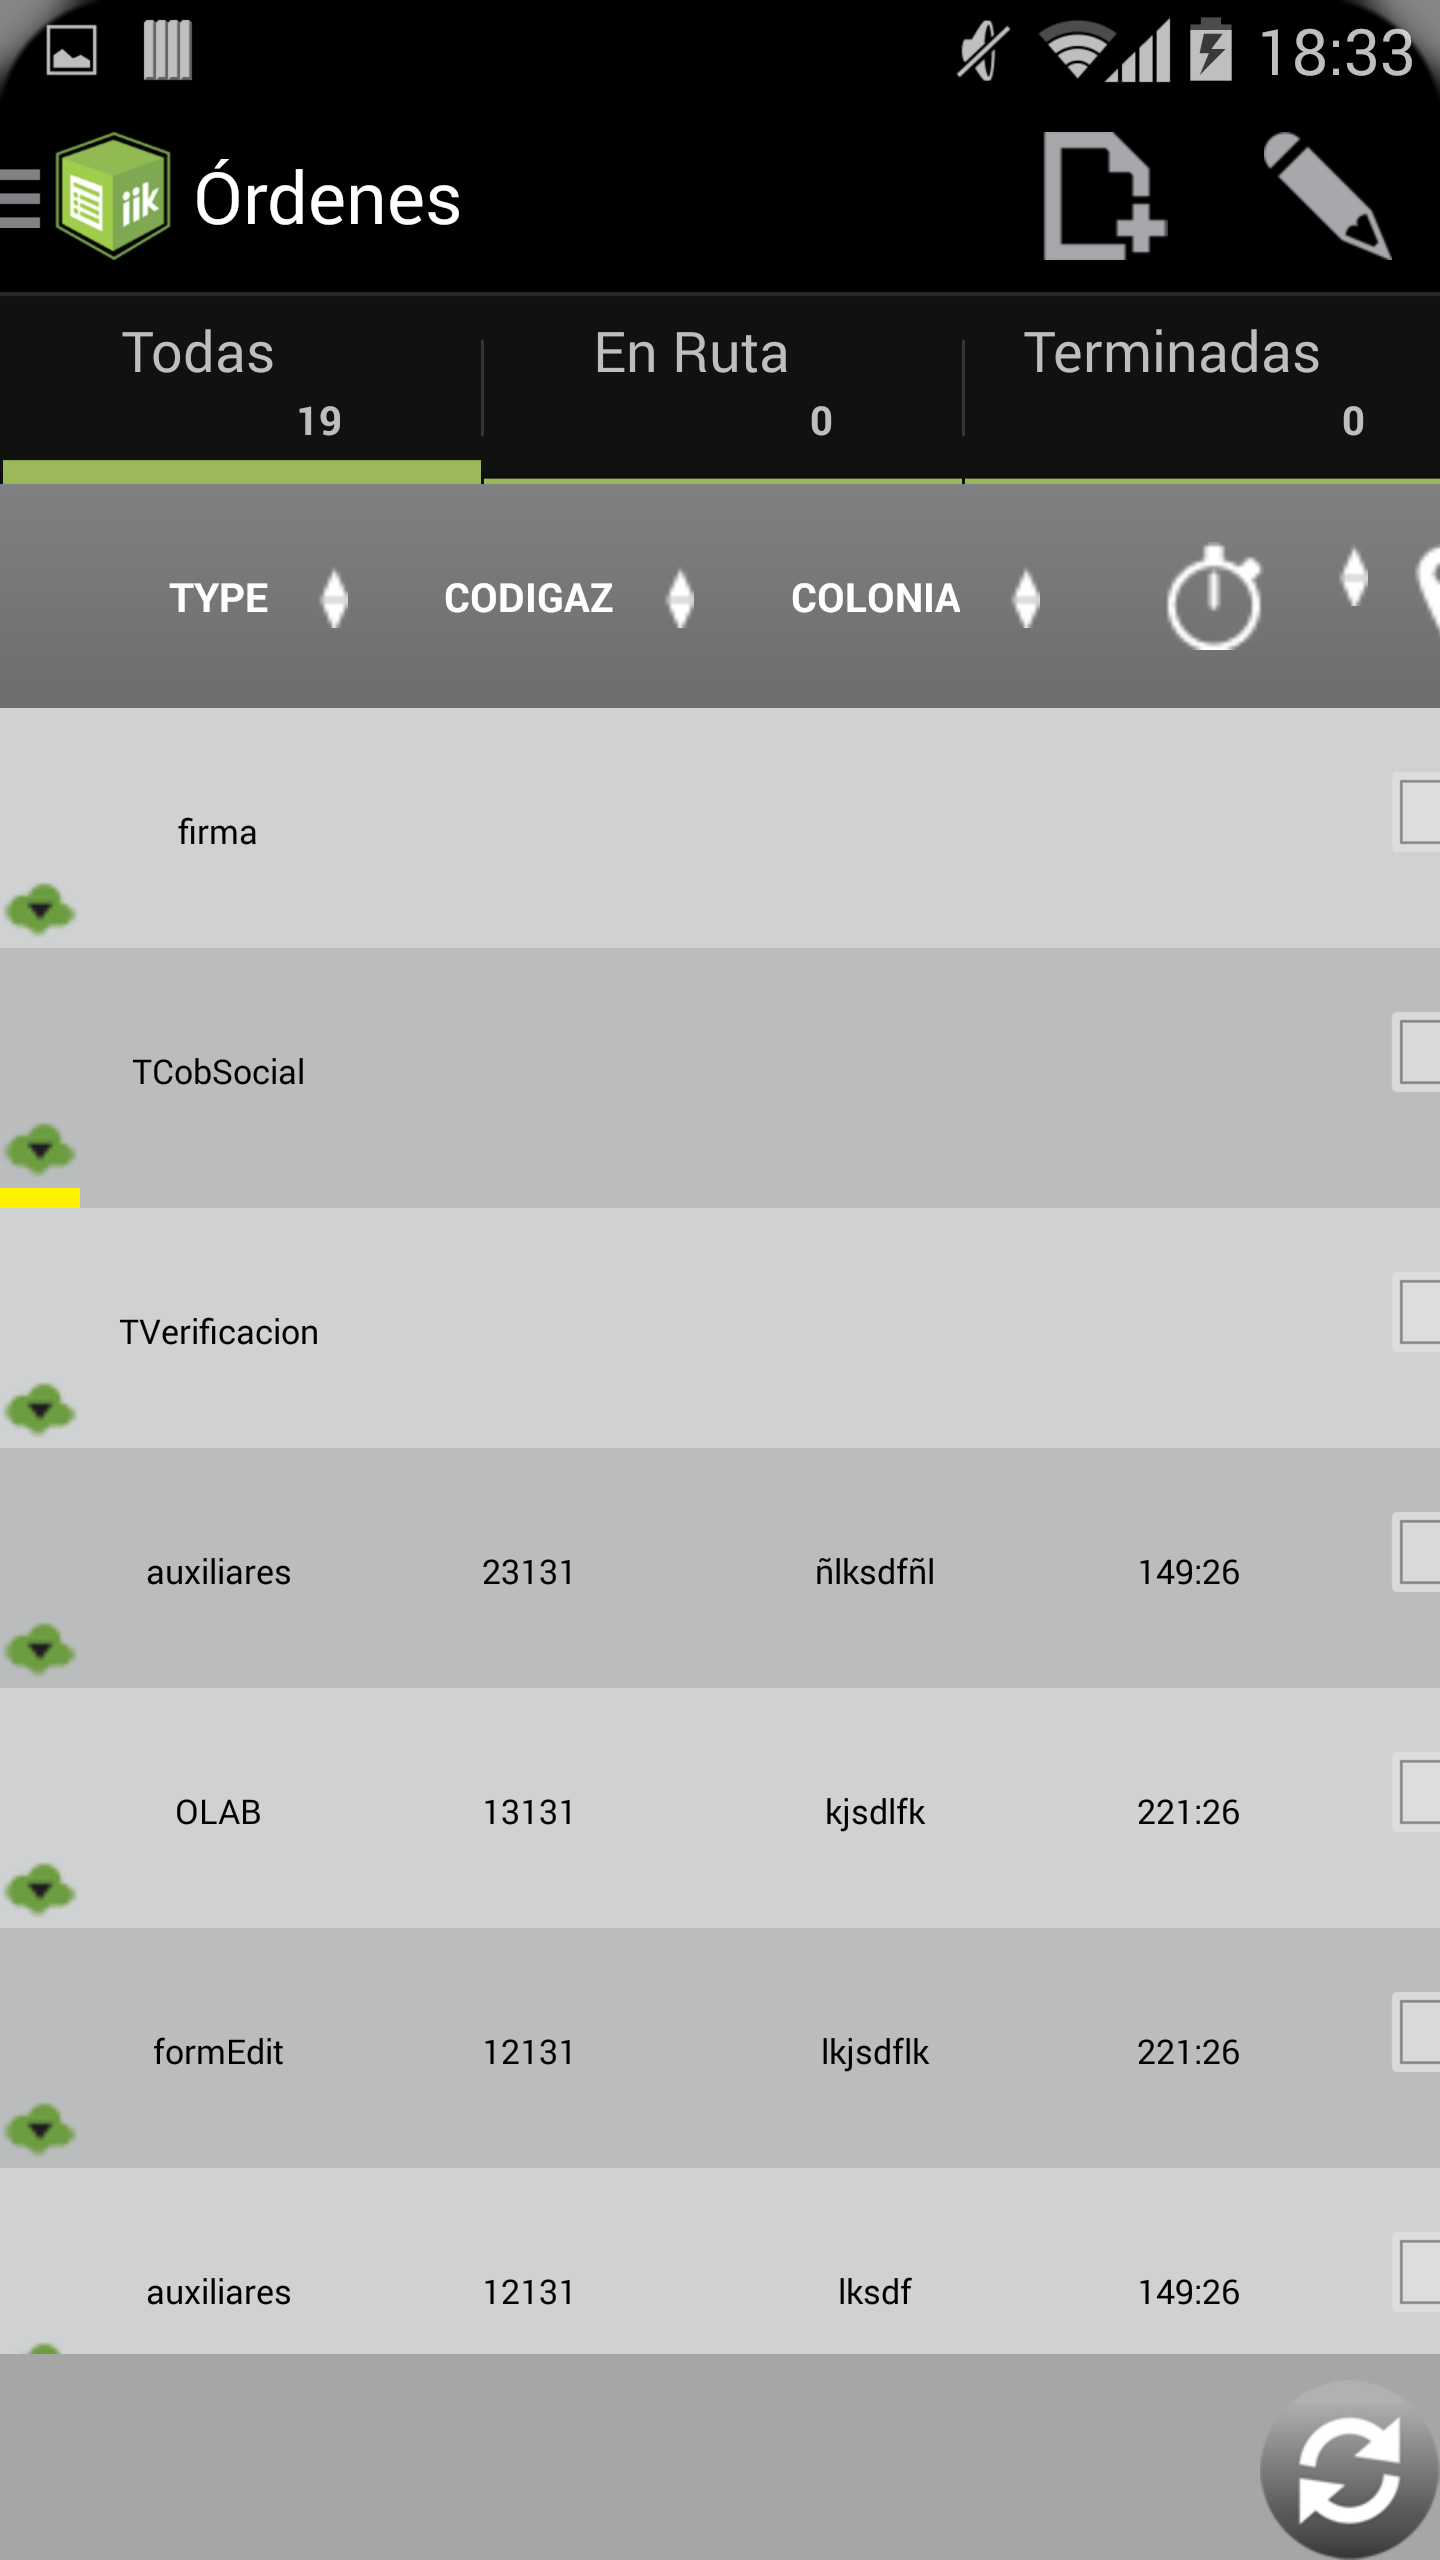 18:33
iik
Órdenes
Todas En Ruta Terminadas
19 0 0
TYPE CODIGAZ COLONIA
firma
TCobSocial
TVerificacion
auxiliares 23131 ñlksdfñl 149:26
OLAB 13131 kjsdlfk 221:26
formEdit 12131 lkjsdflk 221:26
auxiliares 12131 lksdf 149:26